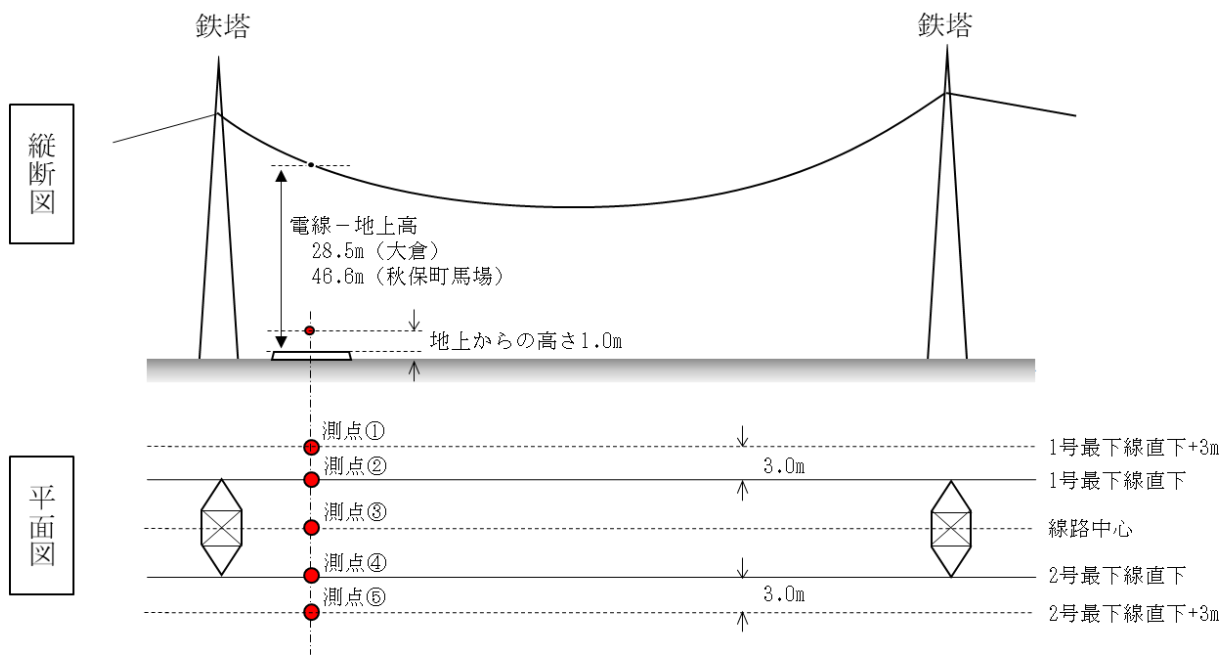 鉄塔
鉄塔
縦断図
電線－地上高
28.5m（大倉）
46.6m（秋保町馬場）
地上からの高さ1.0m
平面図
測点①
測点②
測点③
測点④
測点⑤
3.0m
3.0m
1号最下線直下+3m
1号最下線直下
線路中心
2号最下線直下
2号最下線直下+3m